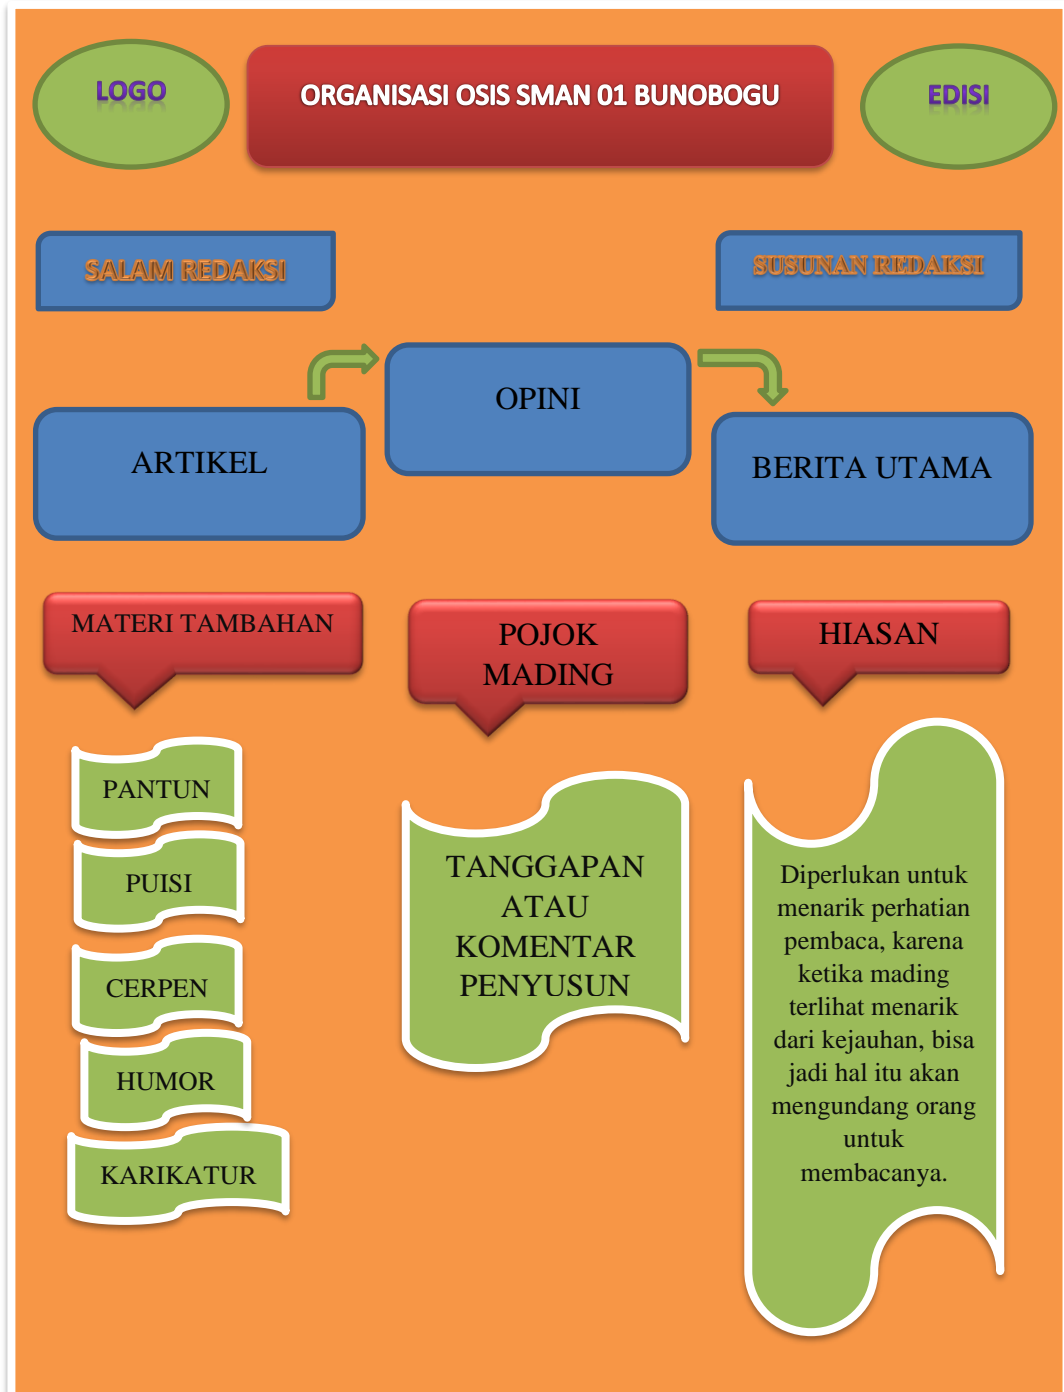 LOGO
ORGANISASI OSIS SMAN 01 BUNOBOGU
EDISI
SALAM REDAKSI
SUSUNAN REDAKSI
ARTIKEL
OPINI
BERITA UTAMA
MATERI TAMBAHAN
PANTUN
PUISI
CERPEN
HUMOR
KARIKATUR
POJOK
MADING
TANGGAPAN
ATAU
KOMENTAR
PENYUSUN
HIASAN
Diperlukan untuk
menarik perhatian
pembaca, karena
ketika mading
terlihat menarik
dari kejauhan, bisa
jadi hal itu akan
mengundang orang
untuk
membacanya.